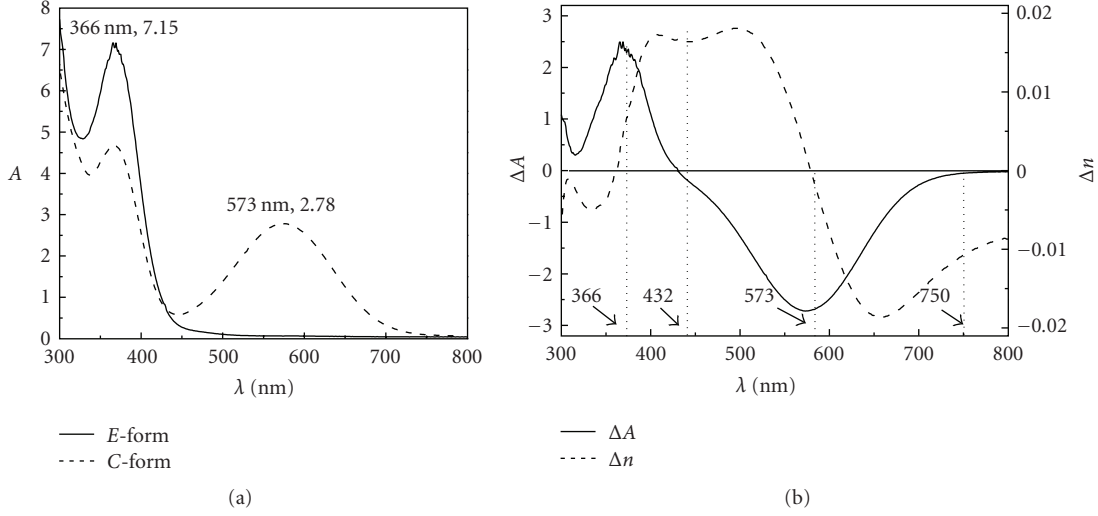 8
7
6
5
4
3
2
1
0
A
366 nm, 7.15
573 nm, 2.78
300 400 500 600 700 800
λ (nm)
E-form
C-form
(a)
3
2
1
0
−1
−2
−3
ΔA
0.02
0.01
0
−0.01
−0.02
Δn
366
432
573
750
300 400 500 600 700 800
λ (nm)
ΔA
Δn
(b)